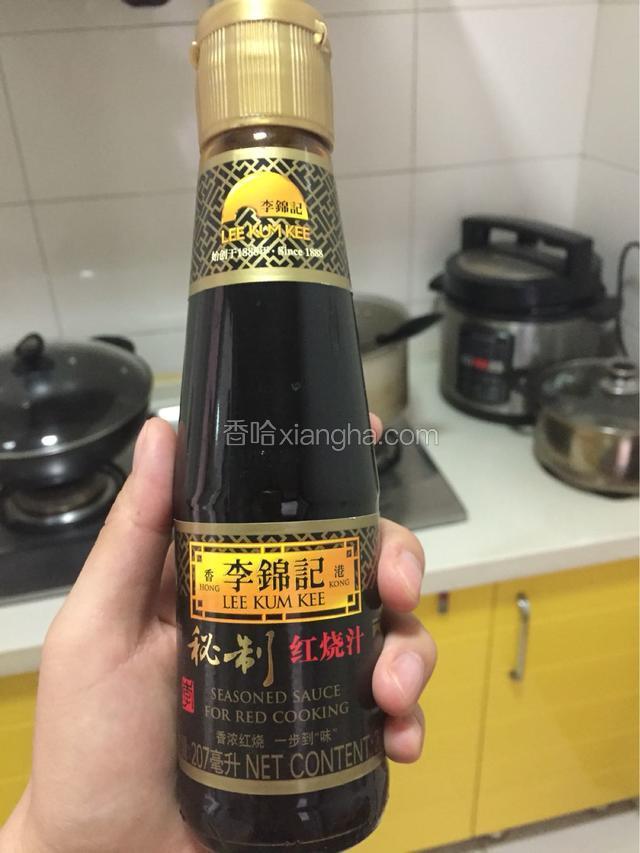 李錦記
LEE KUM KEE
始创于1888年·Since 1888
香哈xiangha.com
香 李錦記 港
HONG LEE KUM KEE KONG
秘制 红烧汁
SEASONED SAUCE
FOR RED COOKING
香浓红烧 一步到"味"
207毫升 NET CONTENT